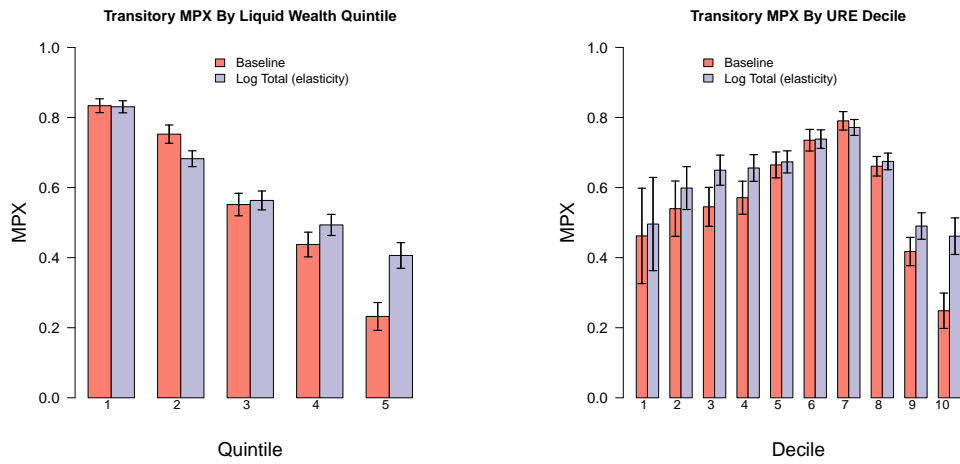 Transitory MPX By Liquid Wealth Quintile
1.0
0.8
0.6
0.4
0.2
0.0
MPX
Baseline
Log Total (elasticity)
1 2 3 4 5
Quintile
Transitory MPX By URE Decile
1.0
0.8
0.6
0.4
0.2
0.0
MPX
Baseline
Log Total (elasticity)
1 2 3 4 5 6 7 8 9 10
Decile